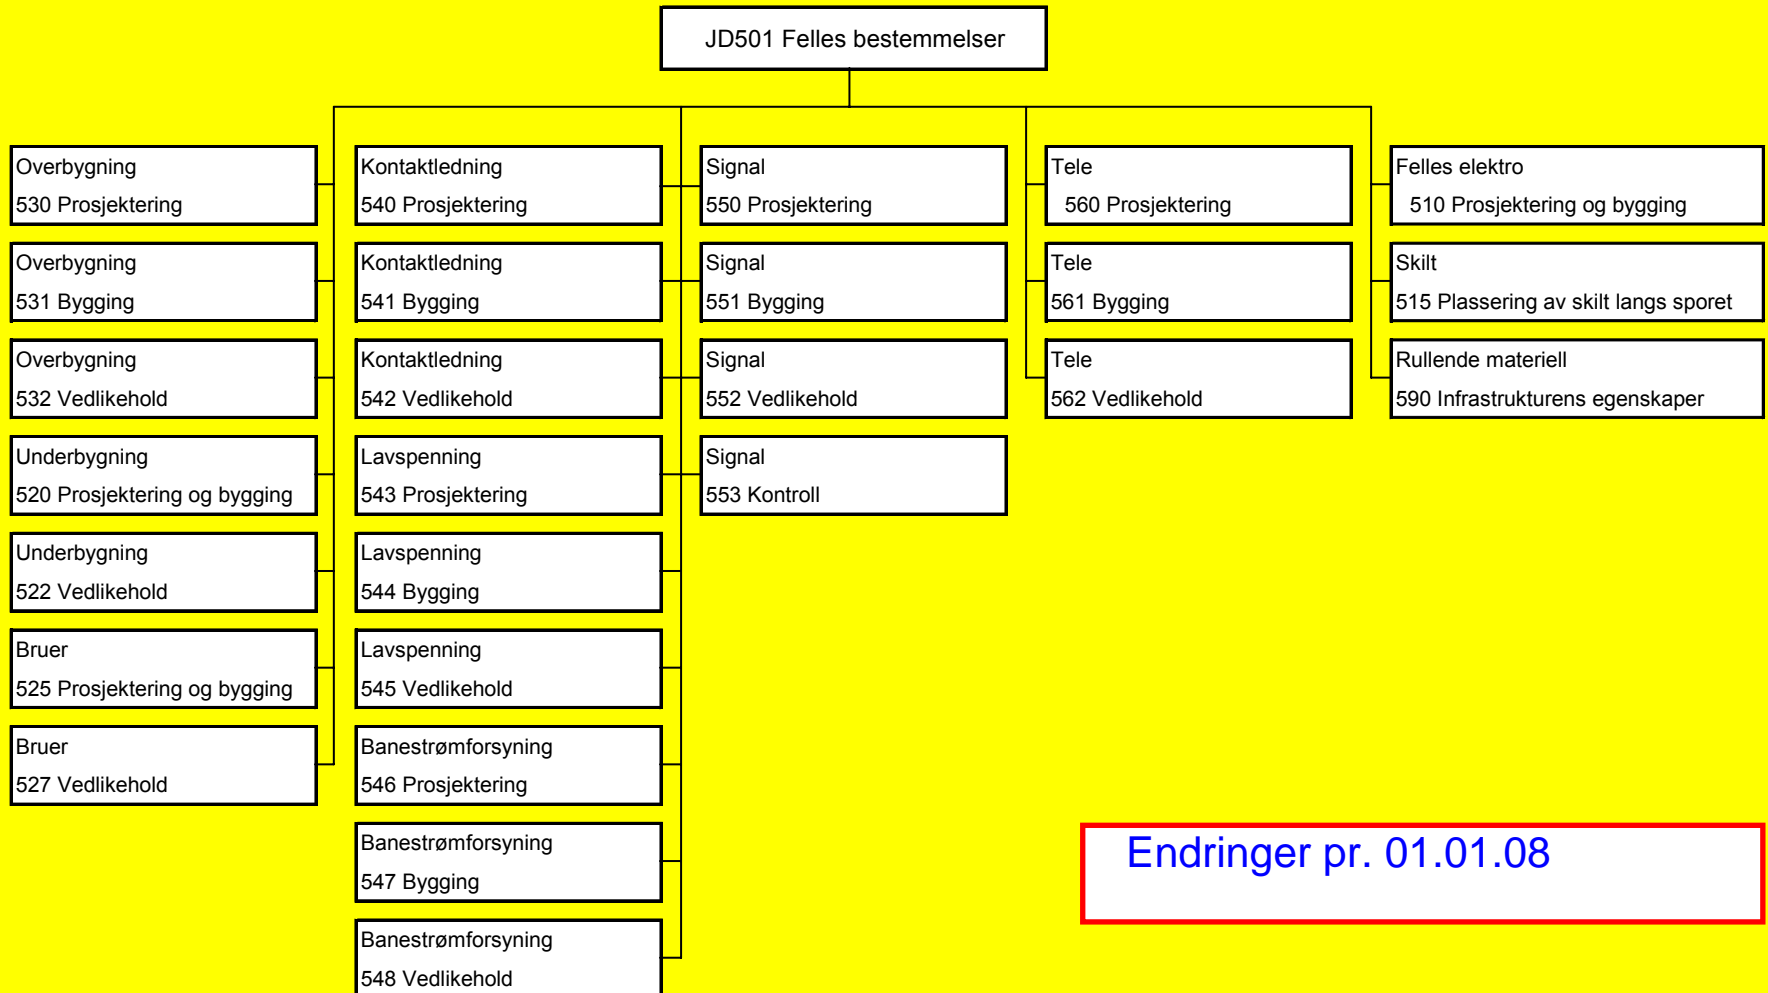 JD501 Felles bestemmelser
Overbygning
530 Prosjektering
Overbygning
531 Bygging
Overbygning
532 Vedlikehold
Underbygning
520 Prosjektering og bygging
Underbygning
522 Vedlikehold
Bruer
525 Prosjektering og bygging
Bruer
527 Vedlikehold
Kontaktledning
540 Prosjektering
Kontaktledning
541 Bygging
Kontaktledning
542 Vedlikehold
Lavspenning
543 Prosjektering
Lavspenning
544 Bygging
Lavspenning
545 Vedlikehold
Banestrømforsyning
546 Prosjektering
Banestrømforsyning
547 Bygging
Banestrømforsyning
548 Vedlikehold
Signal
550 Prosjektering
Signal
551 Bygging
Signal
552 Vedlikehold
Signal
553 Kontroll
Tele
560 Prosjektering
Tele
561 Bygging
Tele
562 Vedlikehold
Felles elektro
510 Prosjektering og bygging
Skilt
515 Plassering av skilt langs sporet
Rullende materiell
590 Infrastrukturens egenskaper
Endringer pr. 01.01.08